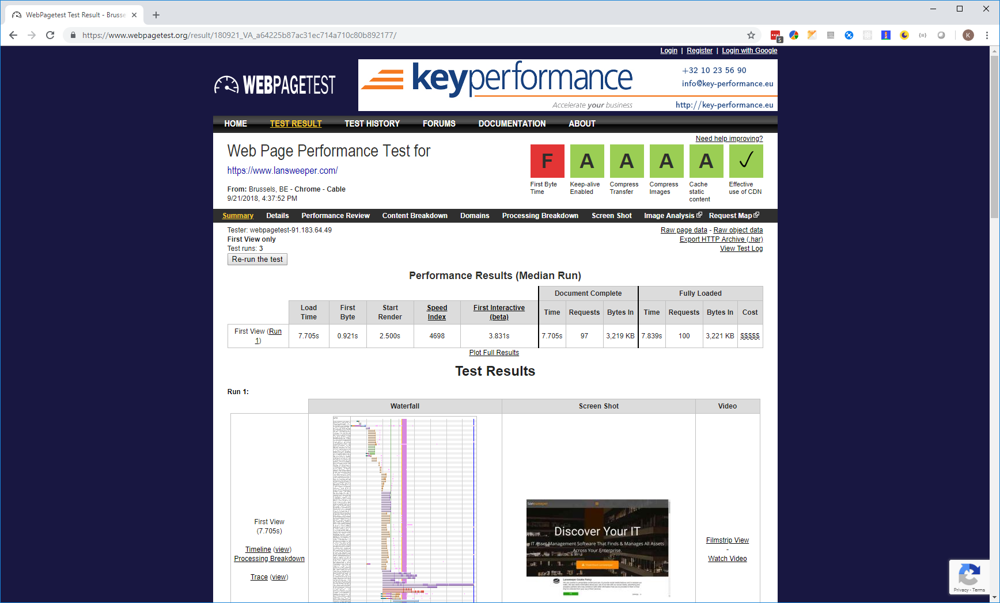 WebPagetest Test Result - Brusse
https://www.webpagetest.org/result/180921_VA_a64225b87ac31ec714a710c80b892177/
5
K
Login | Register | Login with Google
WEBPAGETEST
keyperformance
Accelerate your business
+32 10 23 56 90
info@key-performance.eu
http://key-performance.eu
HOME TEST RESULT TEST HISTORY FORUMS DOCUMENTATION ABOUT
Need help improving?
Web Page Performance Test for
https://www.lansweeper.com/
From: Brussels, BE - Chrome - Cable
9/21/2018, 4:37:52 PM
F A A A A ✓
First Byte Time
Keep-alive Enabled
Compress Transfer
Compress Images
Cache static content
Effective use of CDN
Summary Details Performance Review Content Breakdown Domains Processing Breakdown Screen Shot Image Analysis Request Map
Tester: webpagetest-91.183.64.49
First View only
Test runs: 3
Re-run the test
Raw page data - Raw object data
Export HTTP Archive (.har)
View Test Log
Performance Results (Median Run)
Document Complete Fully Loaded
Load Time First Byte Start Render Speed Index First Interactive (beta) Time Requests Bytes In Time Requests Bytes In Cost
First View (Run 1) 7.705s 0.921s 2.500s 4698 3.831s 7.705s 97 3,219 KB 7.839s 100 3,221 KB $$$$$
Plot Full Results
Test Results
Run 1:
Waterfall Screen Shot Video
First View
(7.705s)
Timeline (view)
Processing Breakdown
Trace (view)
lansweeper
Discover Your IT
IT Asset Management Software That Finds & Manages All Assets
Across Your Enterprise.
Lansweeper Cookie Policy
Filmstrip View
-
Watch Video
Privacy - Terms